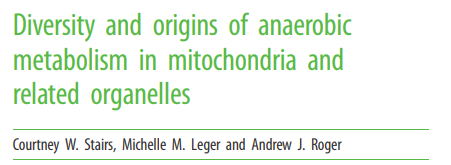 Diversity and origins of anaerobic
metabolism in mitochondria and
related organelles
Courtney W. Stairs, Michelle M. Leger and Andrew J. Roger